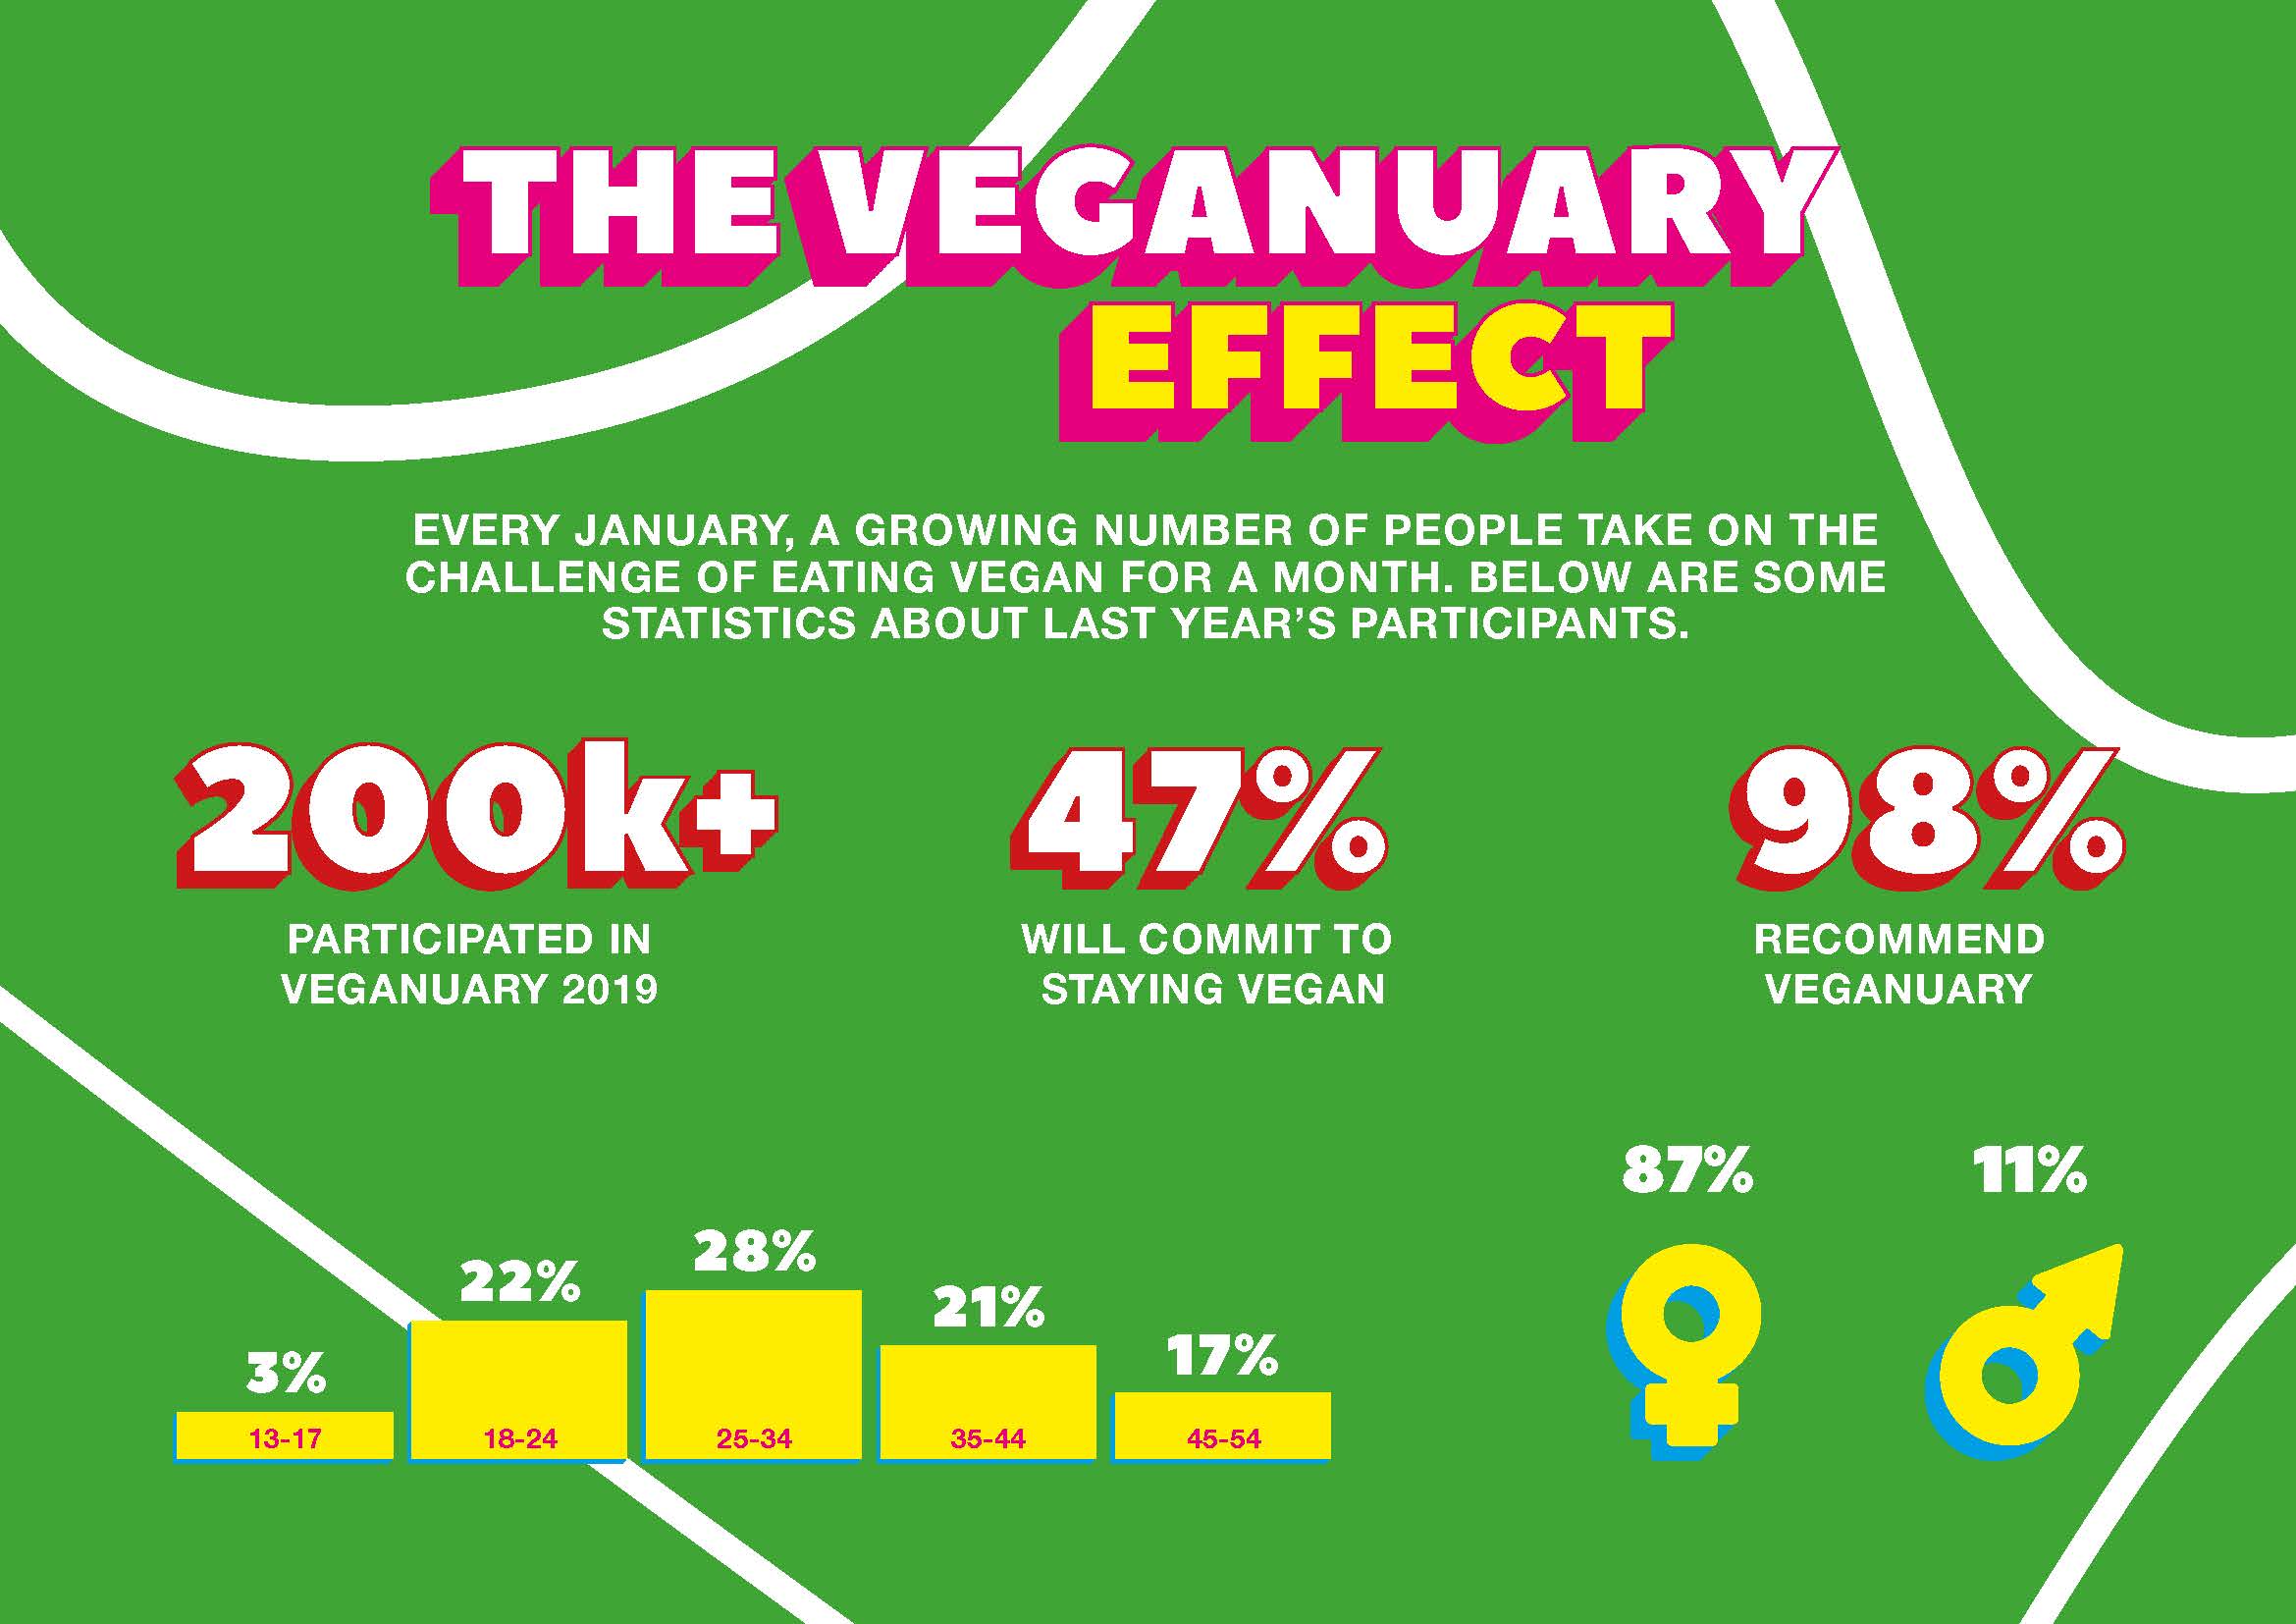 THE VEGANUARY
EFFECT
EVERY JANUARY, A GROWING NUMBER OF PEOPLE TAKE ON THE
CHALLENGE OF EATING VEGAN FOR A MONTH. BELOW ARE SOME
STATISTICS ABOUT LAST YEAR'S PARTICIPANTS.
200k+
PARTICIPATED IN
VEGANUARY 2019
47%
WILL COMMIT TO
STAYING VEGAN
98%
RECOMMEND
VEGANUARY
3%
13-17
22%
18-24
28%
25-34
21%
35-44
17%
45-54
87%
11%